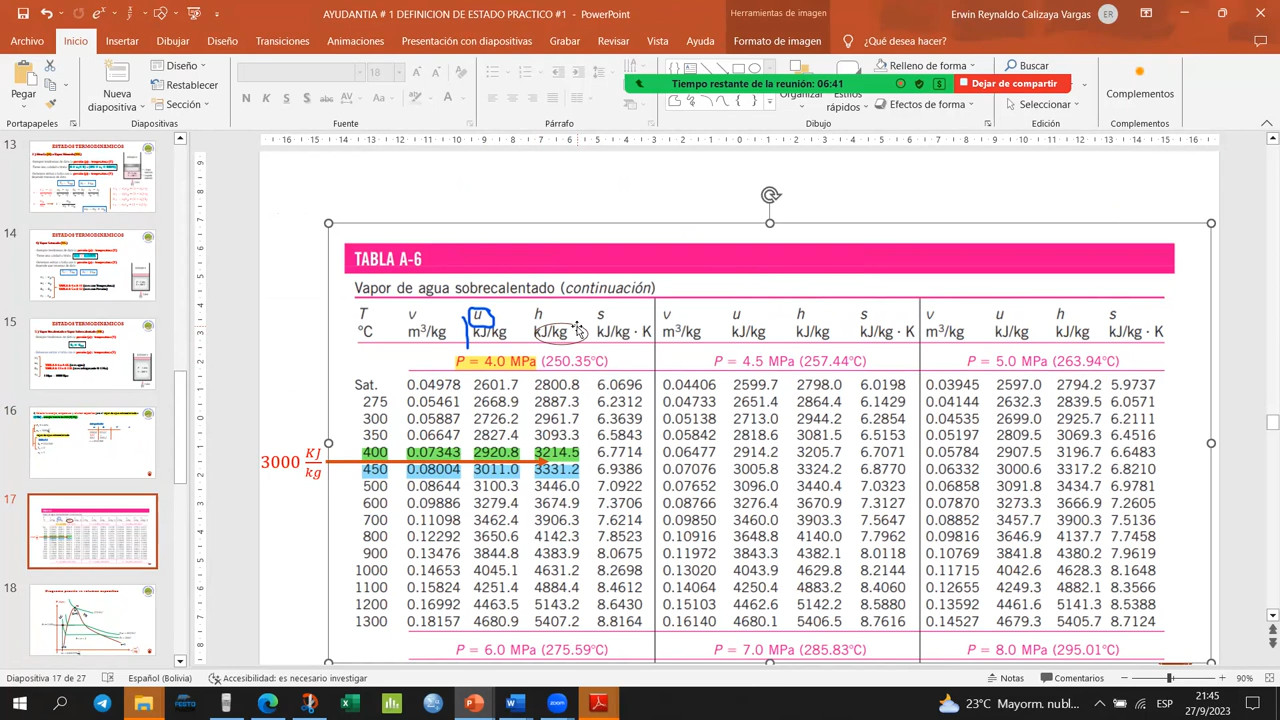 AYUDANTIA # 1 DEFINICION DE ESTADO PRACTICO #1 - PowerPoint
Herramientas de imagen
Erwin Reynaldo Calizaya Vargas
Archivo Inicio Insertar Dibujar Diseño Transiciones Animaciones Presentación con diapositivas Grabar Revisar Vista Ayuda Formato de imagen ¿Qué desea hacer?
Pegar
Nueva diapositiva
Diseño
Restablecer
Sección
18
Tiempo restante de la reunión: 06:41
Dejar de compartir
Organizar
Estilos rápidos
Relleno de forma
Efectos de forma
Buscar
Seleccionar
Complementos
Portapapeles Diapositivas Fuente Párrafo Dibujo Edición Complementos
13
ESTADOS TERMODINAMICOS
14
ESTADOS TERMODINAMICOS
15
ESTADOS TERMODINAMICOS
16
17
18
Diagrama presión vs volumen específico
TABLA A-6
Vapor de agua sobrecalentado (continuación)
T v u h s v u h s v u h s
°C m³/kg kJ/kg kJ/kg kJ/kg · K m³/kg kJ/kg kJ/kg kJ/kg · K m³/kg kJ/kg kJ/kg kJ/kg · K
MPa (250.35°C) P = 4.5 MPa (257.44°C) P = 5.0 MPa (263.94°C)
Sat. 0.04978 2601.7 2800.8 6.0696 0.04406 2599.7 2798.0 6.0198 0.03945 2597.0 2794.2 5.9737
275 0.05461 2668.9 2887.3 6.2312 0.04733 2651.4 2864.4 6.1429 0.04144 2632.3 2839.5 6.0571
300 0.05887 2726.2 2961.7 6.3639 0.05138 2713.0 2944.2 6.2854 0.04535 2699.0 2925.7 6.2111
350 0.06647 2827.4 3093.3 6.5843 0.05842 2818.6 3081.5 6.5153 0.05197 2809.5 3069.3 6.4516
400 0.07343 2920.8 3214.5 6.7714 0.06477 2914.2 3205.7 6.7071 0.05784 2907.5 3196.7 6.6483
3000 KJ/kg
450 0.08004 3011.0 3331.2 6.9386 0.07076 3005.8 3324.2 6.8770 0.06332 3000.6 3317.2 6.8210
500 0.08644 3100.3 3446.0 7.0922 0.07652 3096.0 3440.4 7.0323 0.06858 3091.8 3434.7 6.9781
600 0.09886 3279.4 3674.9 7.3706 0.08766 3276.4 3670.9 7.3127 0.07870 3273.3 3666.9 7.2605
700 0.11098 3462.4 3906.3 7.6214 0.09850 3460.4 3903.3 7.5647 0.08852 3457.7 3900.3 7.5136
800 0.12292 3650.6 4142.3 7.8523 0.10916 3648.8 4140.0 7.7962 0.09816 3646.9 4137.7 7.7458
900 0.13476 3844.8 4383.9 8.0675 0.11972 3843.3 4382.1 8.0118 0.10769 3841.8 4380.2 7.9619
1000 0.14653 4045.1 4631.2 8.2698 0.13020 4043.9 4629.8 8.2144 0.11715 4042.6 4628.3 8.1648
1100 0.15824 4251.4 4884.4 8.4612 0.14064 4250.4 4883.2 8.4060 0.12655 4249.3 4882.1 8.3566
1200 0.16992 4463.5 5143.2 8.6430 0.15103 4462.6 5142.2 8.5880 0.13592 4461.6 5141.3 8.5388
1300 0.18157 4680.9 5407.2 8.8164 0.16140 4680.1 5406.5 8.7616 0.14527 4679.3 5405.7 8.7124
P = 6.0 MPa (275.59°C) P = 7.0 MPa (285.83°C) P = 8.0 MPa (295.01°C)
Diapositiva 17 de 27 Español (Bolivia) Accesibilidad: es necesario investigar Notas Comentarios 90%
23°C Mayorm. nubl. ESP 21:45
27/9/2023